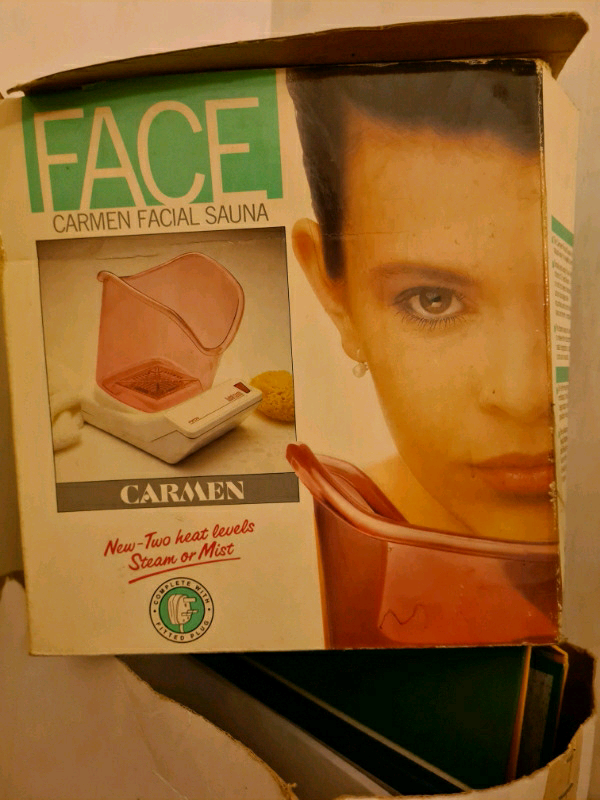 FACE
CARMEN FACIAL SAUNA
CARMEN
New-Two heat levels
Steam or Mist
COMPLETE WITH
FITTED PLUG